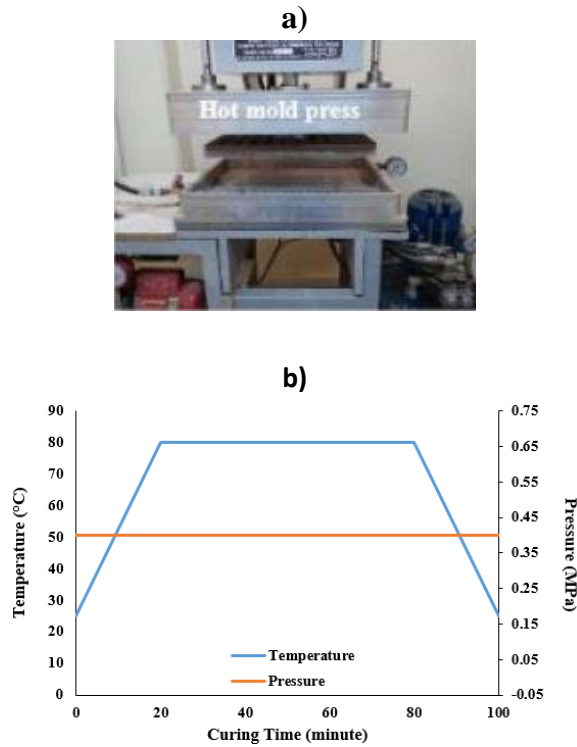 a)
Hot mold press
b)
Temperature (°C)
90
80
70
60
50
40
30
20
10
0
Temperature
Pressure
0 20 40 60 80 100
Curing Time (minute)
0.75
0.65
0.55
0.45
0.35
0.25
0.15
0.05
-0.05
Pressure (MPa)